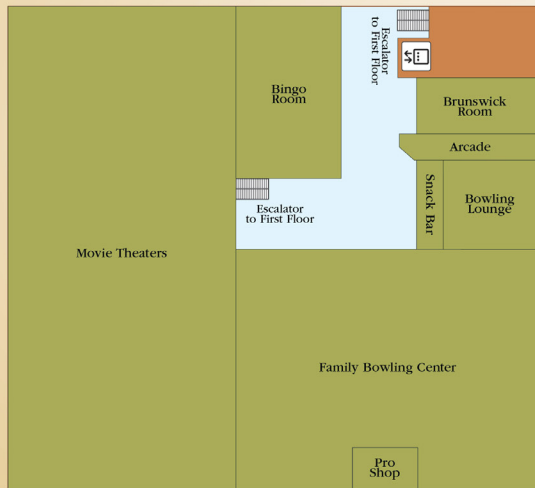 Escalator
to First Floor
Bingo
Room
Brunswick
Room
Arcade
Snack Bar
Bowling
Lounge
Escalator
to First Floor
Movie Theaters
Family Bowling Center
Pro
Shop